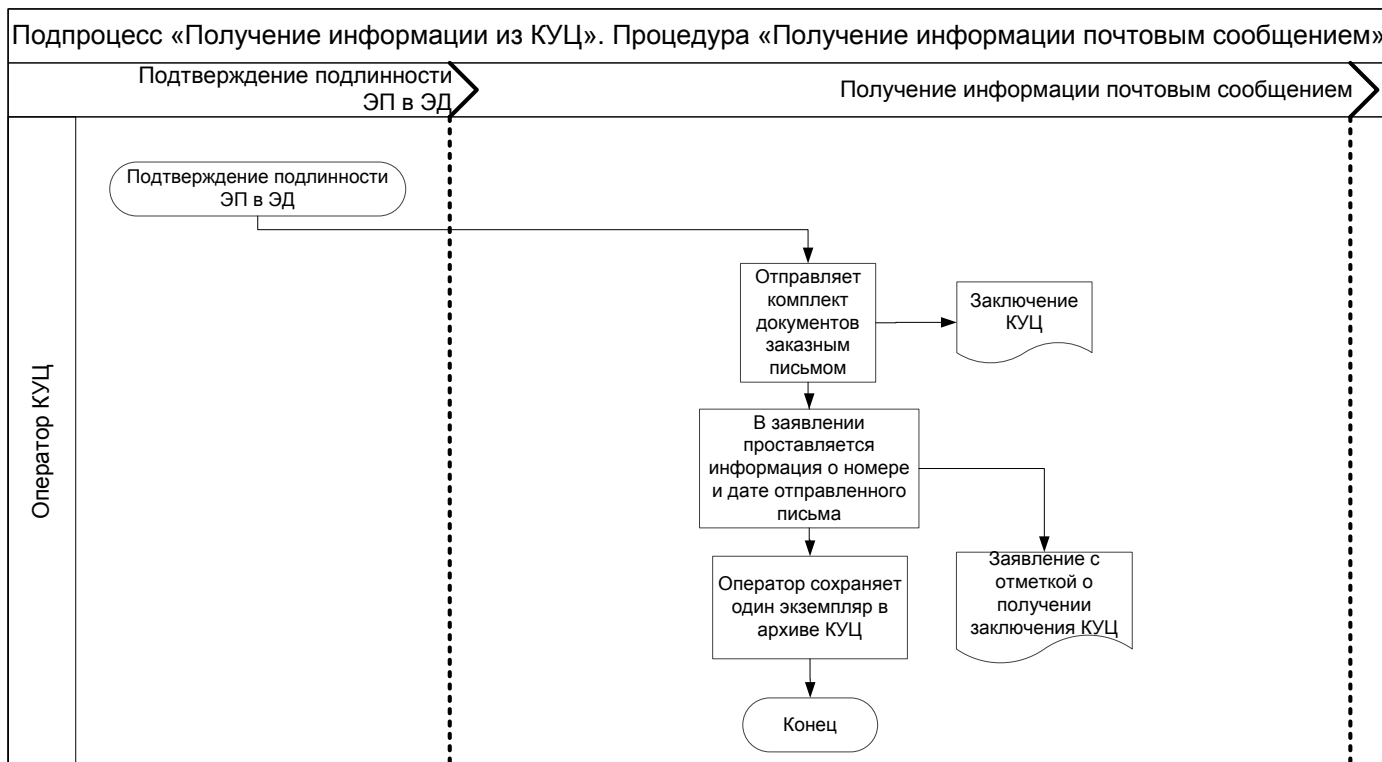 Подпроцесс «Получение информации из КУЦ». Процедура «Получение информации почтовым сообщением»
Подтверждение подлинности
ЭП в ЭД
Получение информации почтовым сообщением
Оператор КУЦ
Подтверждение подлинности
ЭП в ЭД
Отправляет
комплект
документов
заказным
письмом
Заключение
КУЦ
В заявлении
проставляется
информация о номере
и дате отправленного
письма
Оператор сохраняет
один экземпляр в
архиве КУЦ
Заявление с
отметкой о
получении
заключения КУЦ
Конец